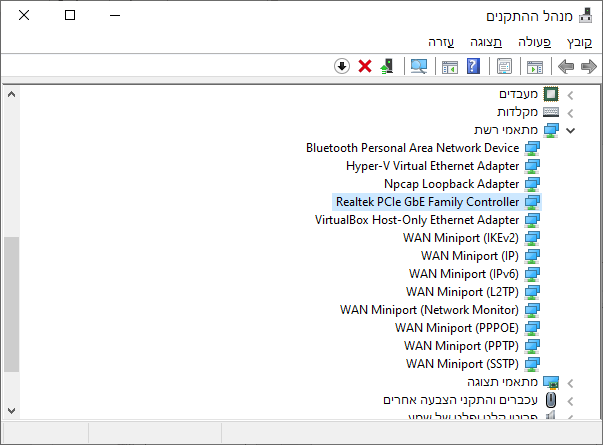 מנהל ההתקנים
קובץ פעולה תצוגה עזרה
מעבדים
מקלדות
מתאמי רשת
Bluetooth Personal Area Network Device
Hyper-V Virtual Ethernet Adapter
Npcap Loopback Adapter
Realtek PCIe GbE Family Controller
VirtualBox Host-Only Ethernet Adapter
WAN Miniport (IKEv2)
WAN Miniport (IP)
WAN Miniport (IPv6)
WAN Miniport (L2TP)
WAN Miniport (Network Monitor)
WAN Miniport (PPPOE)
WAN Miniport (PPTP)
WAN Miniport (SSTP)
מתאמי תצוגה
עכברים והתקני הצבעה אחרים